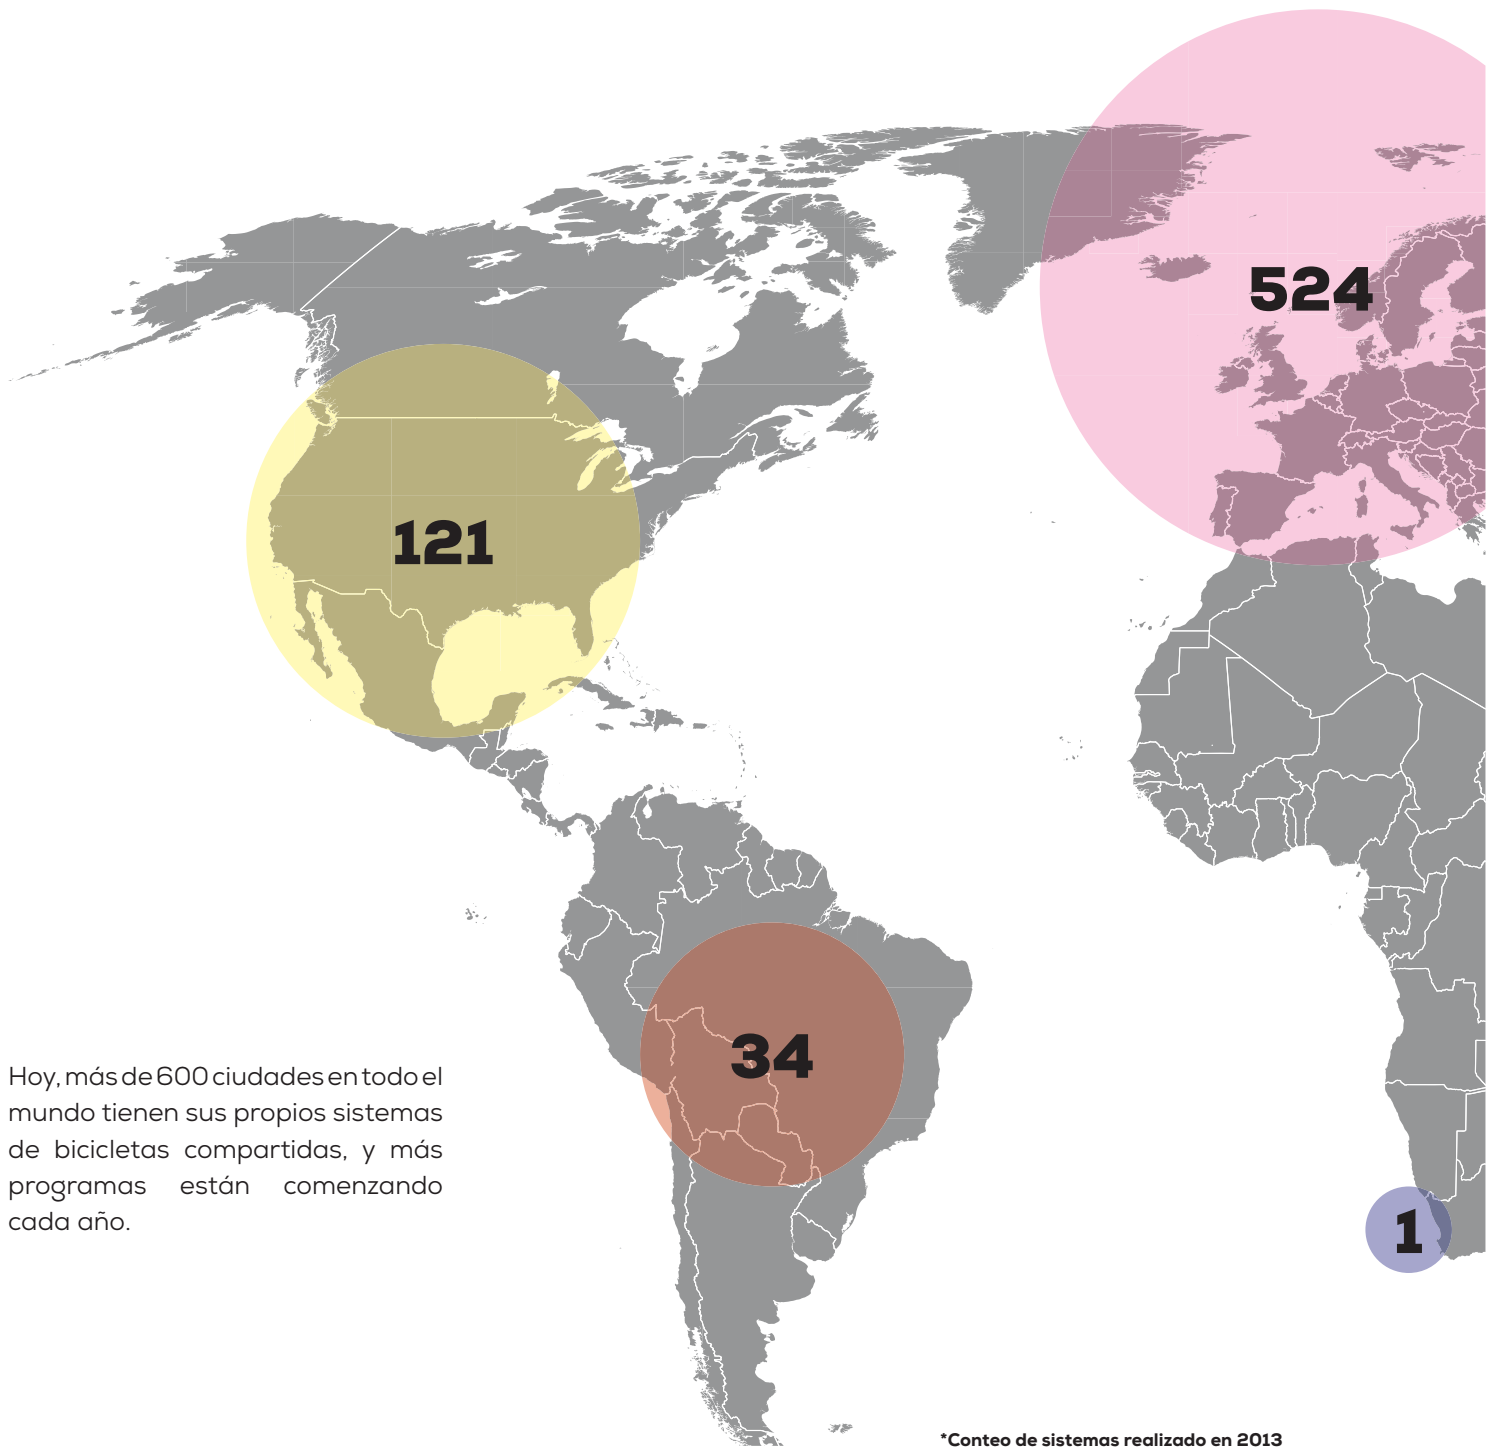 524
121
34
Hoy, más de 600 ciudades en todo el
mundo tienen sus propios sistemas
de bicicletas compartidas, y más
programas están comenzando
cada año.
1
*Conteo de sistemas realizado en 2013